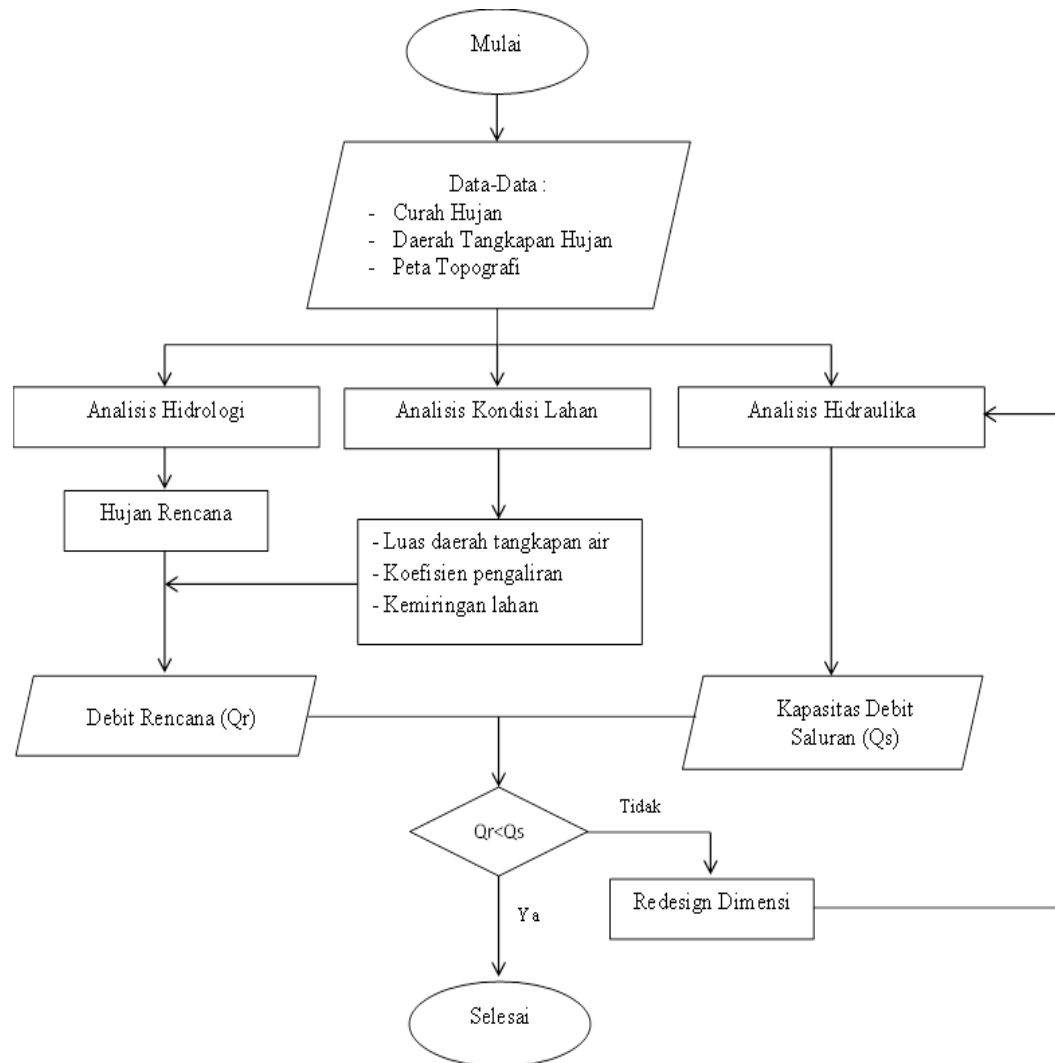 Mulai
Data-Data :
- Curah Hujan
- Daerah Tangkapan Hujan
- Peta Topografi
Analisis Hidrologi
Analisis Kondisi Lahan
Analisis Hidraulika
Hujan Rencana
- Luas daerah tangkapan air
- Koefisien pengaliran
- Kemiringan lahan
Debit Rencana (Qr)
Kapasitas Debit
Saluran (Qs)
Qr<Qs
Tidak
Redesign Dimensi
Ya
Selesai